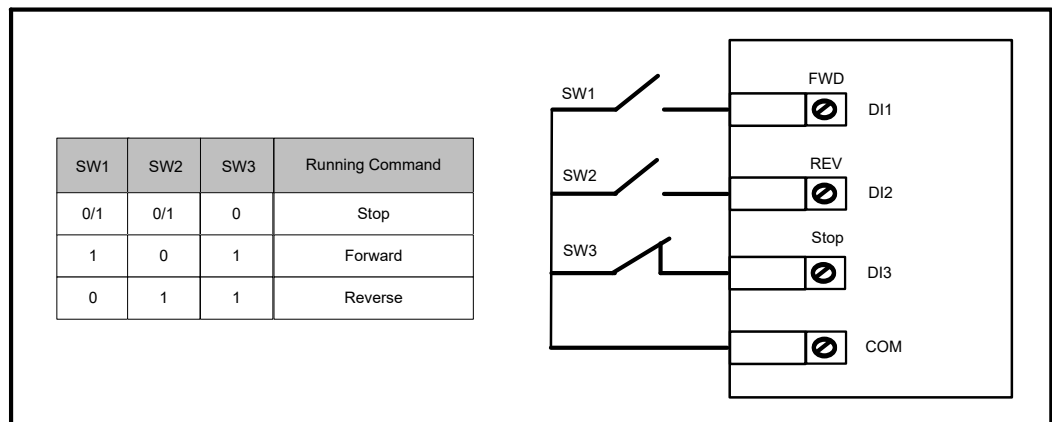 SW1 SW2 SW3 Running Command
0/1 0/1 0 Stop
1 0 1 Forward
0 1 1 Reverse
FWD
SW1 DI1
REV
SW2 DI2
Stop
SW3 DI3
COM